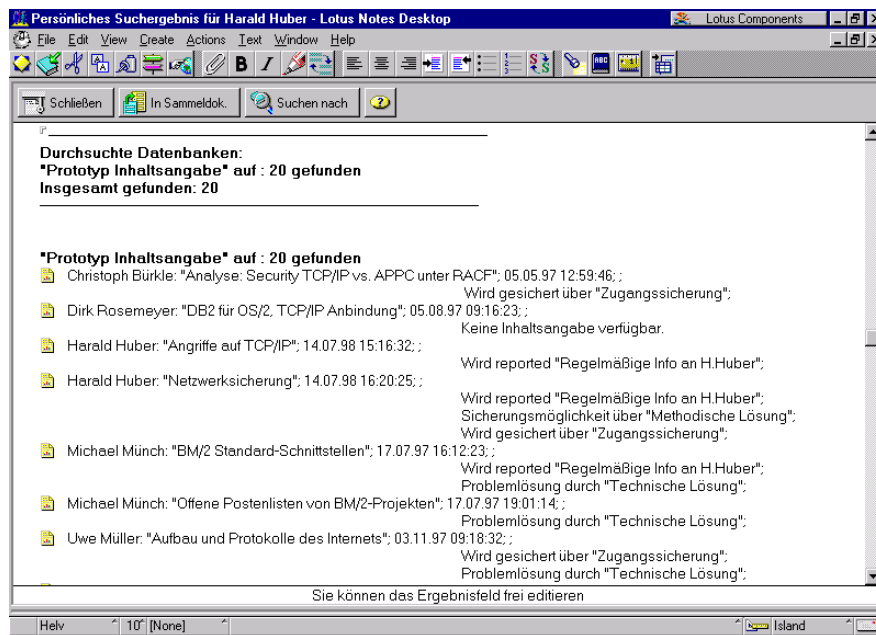 Persönliches Suchergebnis für Harald Huber - Lotus Notes Desktop
Lotus Components
File Edit View Create Actions Text Window Help
Schließen In Sammeldok. Suchen nach
Durchsuchte Datenbanken:
"Prototyp Inhaltsangabe" auf : 20 gefunden
Insgesamt gefunden: 20
"Prototyp Inhaltsangabe" auf : 20 gefunden
Christoph Bürkle: "Analyse: Security TCP/IP vs. APPC unter RACF"; 05.05.97 12:59:46; ;
Wird gesichert über "Zugangssicherung";
Dirk Rosemeyer: "DB2 für OS/2, TCP/IP Anbindung"; 05.08.97 09:16:23; ;
Keine Inhaltsangabe verfügbar.
Harald Huber: "Angriffe auf TCP/IP"; 14.07.98 15:16:32; ;
Wird reported "Regelmäßige Info an H.Huber";
Harald Huber: "Netzwerksicherung"; 14.07.98 16:20:25; ;
Wird reported "Regelmäßige Info an H.Huber";
Sicherungsmöglichkeit über "Methodische Lösung";
Wird gesichert über "Zugangssicherung";
Michael Münch: "BM/2 Standard-Schnittstellen"; 17.07.97 16:12:23; ;
Wird reported "Regelmäßige Info an H.Huber";
Problemlösung durch "Technische Lösung";
Michael Münch: "Offene Postenlisten von BM/2-Projekten"; 17.07.97 19:01:14; ;
Problemlösung durch "Technische Lösung";
Uwe Müller: "Aufbau und Protokolle des Internets"; 03.11.97 09:18:32; ;
Wird gesichert über "Zugangssicherung";
Problemlösung durch "Technische Lösung";
Sie können das Ergebnisfeld frei editieren
Helv 10 [None] Island